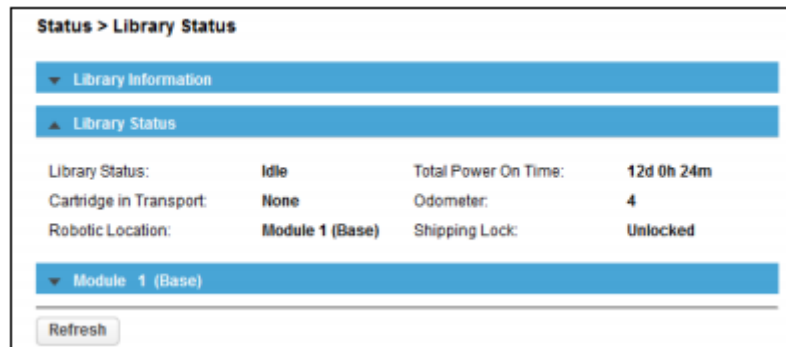 Status > Library Status
Library Information
Library Status
Library Status: Idle Total Power On Time: 12d 0h 24m
Cartridge in Transport: None Odometer: 4
Robotic Location: Module 1 (Base) Shipping Lock: Unlocked
Module 1 (Base)
Refresh